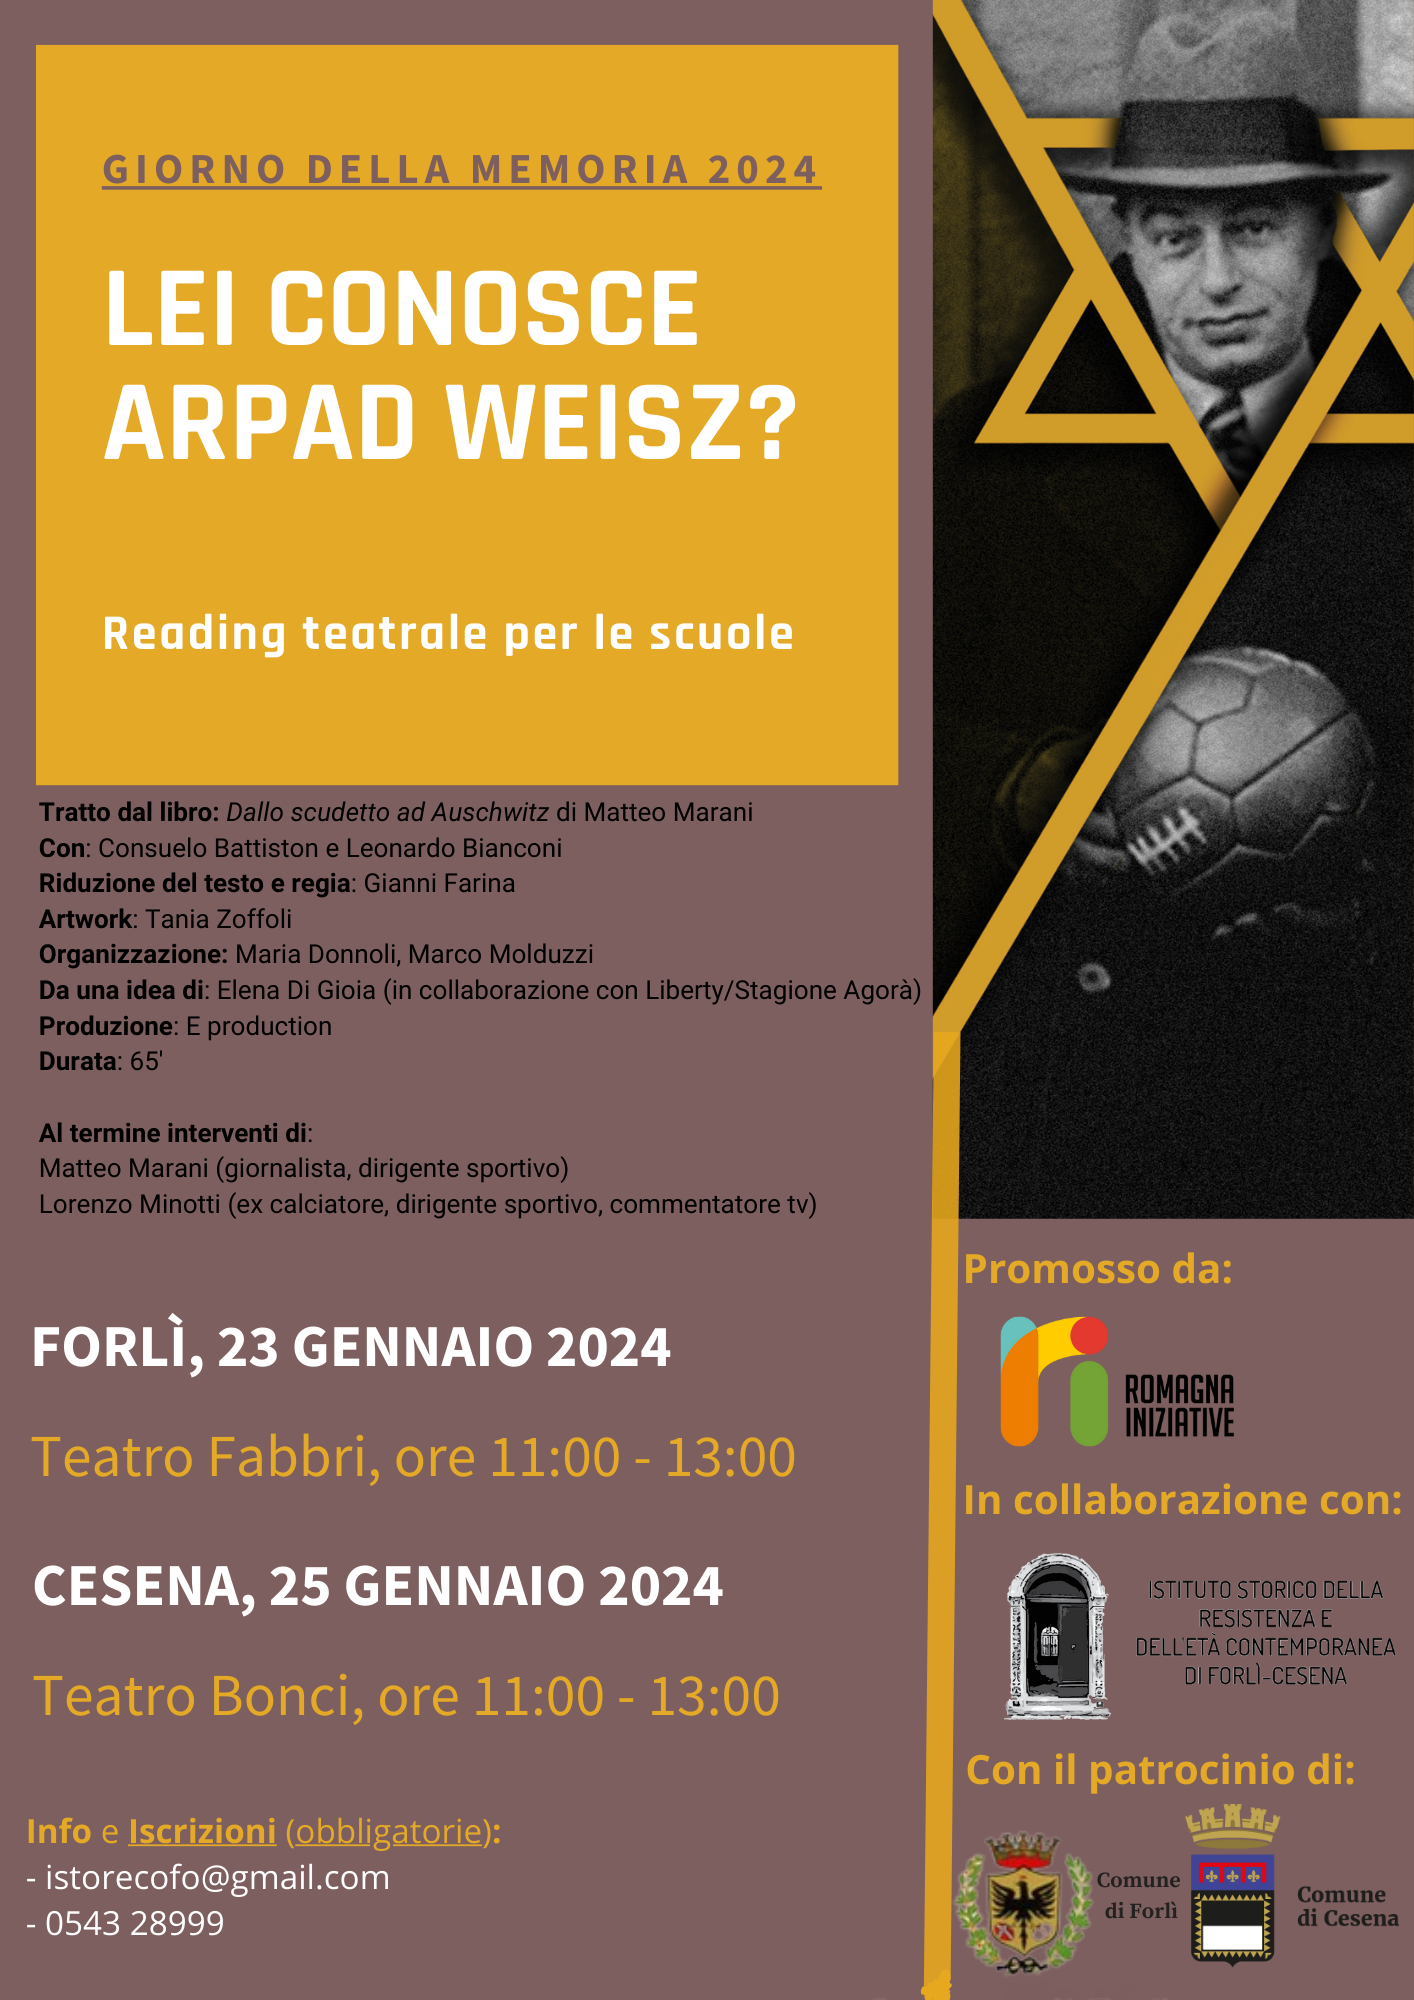 GIORNO DELLA MEMORIA 2024
LEI CONOSCE
ARPAD WEISZ?
Reading teatrale per le scuole
Tratto dal libro: Dallo scudetto ad Auschwitz di Matteo Marani
Con: Consuelo Battiston e Leonardo Bianconi
Riduzione del testo e regia: Gianni Farina
Artwork: Tania Zoffoli
Organizzazione: Maria Donnoli, Marco Molduzzi
Da una idea di: Elena Di Gioia (in collaborazione con Liberty/Stagione Agorà)
Produzione: E production
Durata: 65'
Al termine interventi di:
Matteo Marani (giornalista, dirigente sportivo)
Lorenzo Minotti (ex calciatore, dirigente sportivo, commentatore tv)
FORLÌ, 23 GENNAIO 2024
Teatro Fabbri, ore 11:00 - 13:00
CESENA, 25 GENNAIO 2024
Teatro Bonci, ore 11:00 - 13:00
Info e Iscrizioni (obbligatorie):
- istorecofo@gmail.com
- 0543 28999
Promosso da:
ROMAGNA
INIZIATIVE
In collaborazione con:
ISTITUTO STORICO DELLA
RESISTENZA E
DELL'ETÀ CONTEMPORANEA
DI FORLÌ-CESENA
Con il patrocinio di:
Comune
di Forlì
Comune
di Cesena